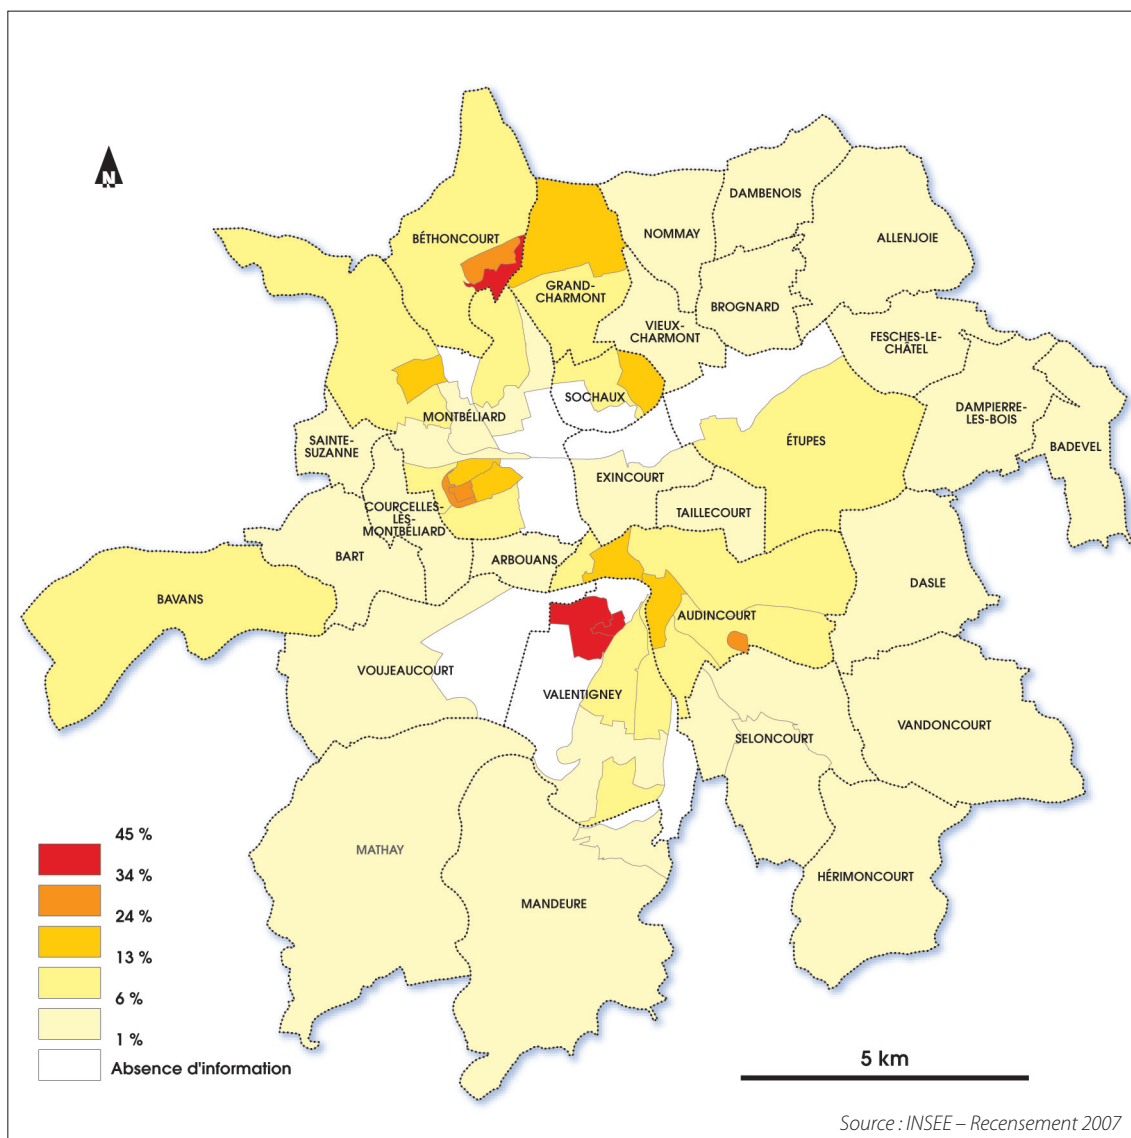 N
DAMBENOIS
NOMMAY
ALLENJOIE
BÉTHONCOURT
GRAND-
CHARMONT
BROGNARD
VIEUX-
CHARMONT
FESCHES-LE-
CHÂTEL
SOCHAUX
MONTBÉLIARD
DAMPIERRE-
LES-BOIS
SAINTE-
SUZANNE
ÉTUPES
BADEVEL
EXINCOURT
TAILLECOURT
COURCELLES-
LÈS-
MONTBÉLIARD
BART
ARBOUANS
DASLE
BAVANS
AUDINCOURT
VOUJEAUCOURT
VALENTIGNEY
VANDONCOURT
SELONCOURT
MATHAY
HÉRIMONCOURT
MANDEURE
45 %
34 %
24 %
13 %
6 %
1 %
Absence d'information
5 km
Source : INSEE – Recensement 2007